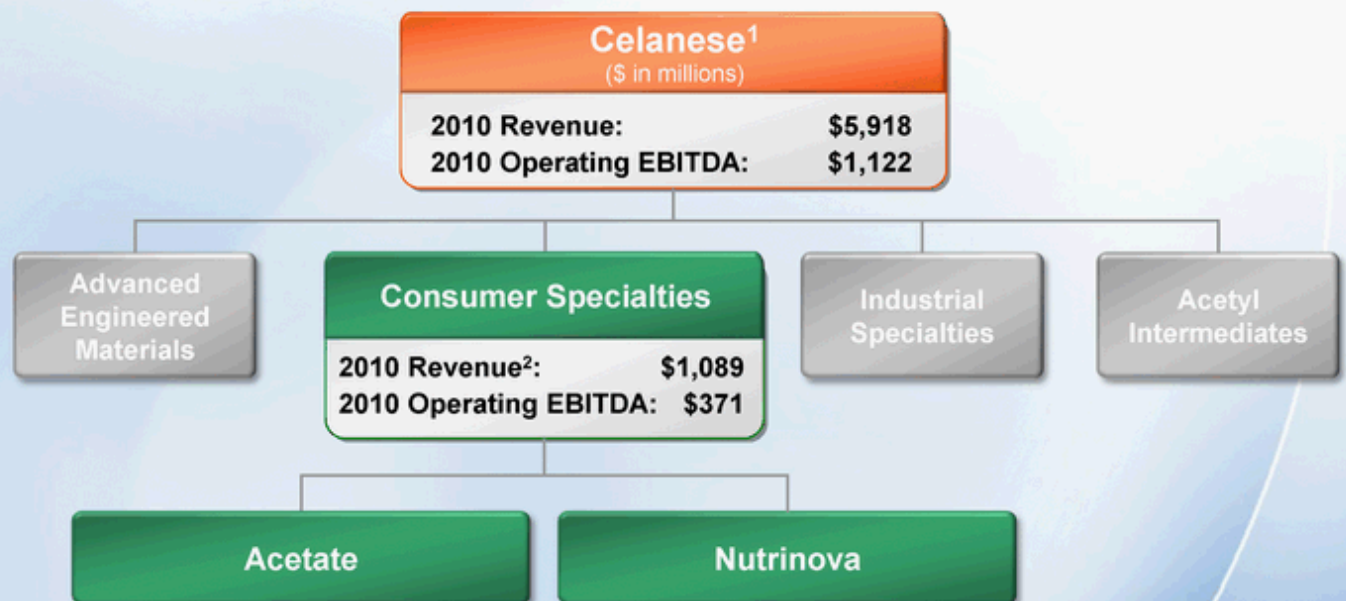 Celanese¹
($ in millions)
2010 Revenue: $5,918
2010 Operating EBITDA: $1,122
Advanced
Engineered
Materials
Consumer Specialties
2010 Revenue²: $1,089
2010 Operating EBITDA: $371
Industrial
Specialties
Acetyl
Intermediates
Acetate
Nutrinova